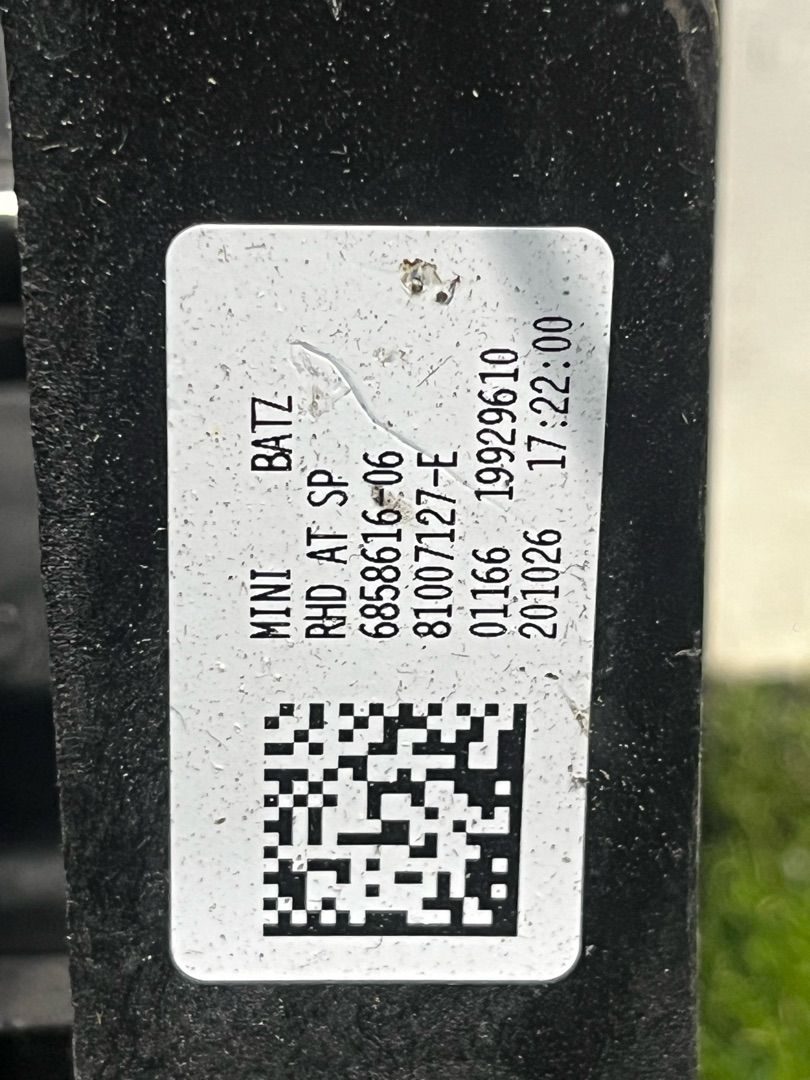 MINI BATZ
RHD AT SP
6858616-06
81007127-E
01166 19929610
201026 17:22:00